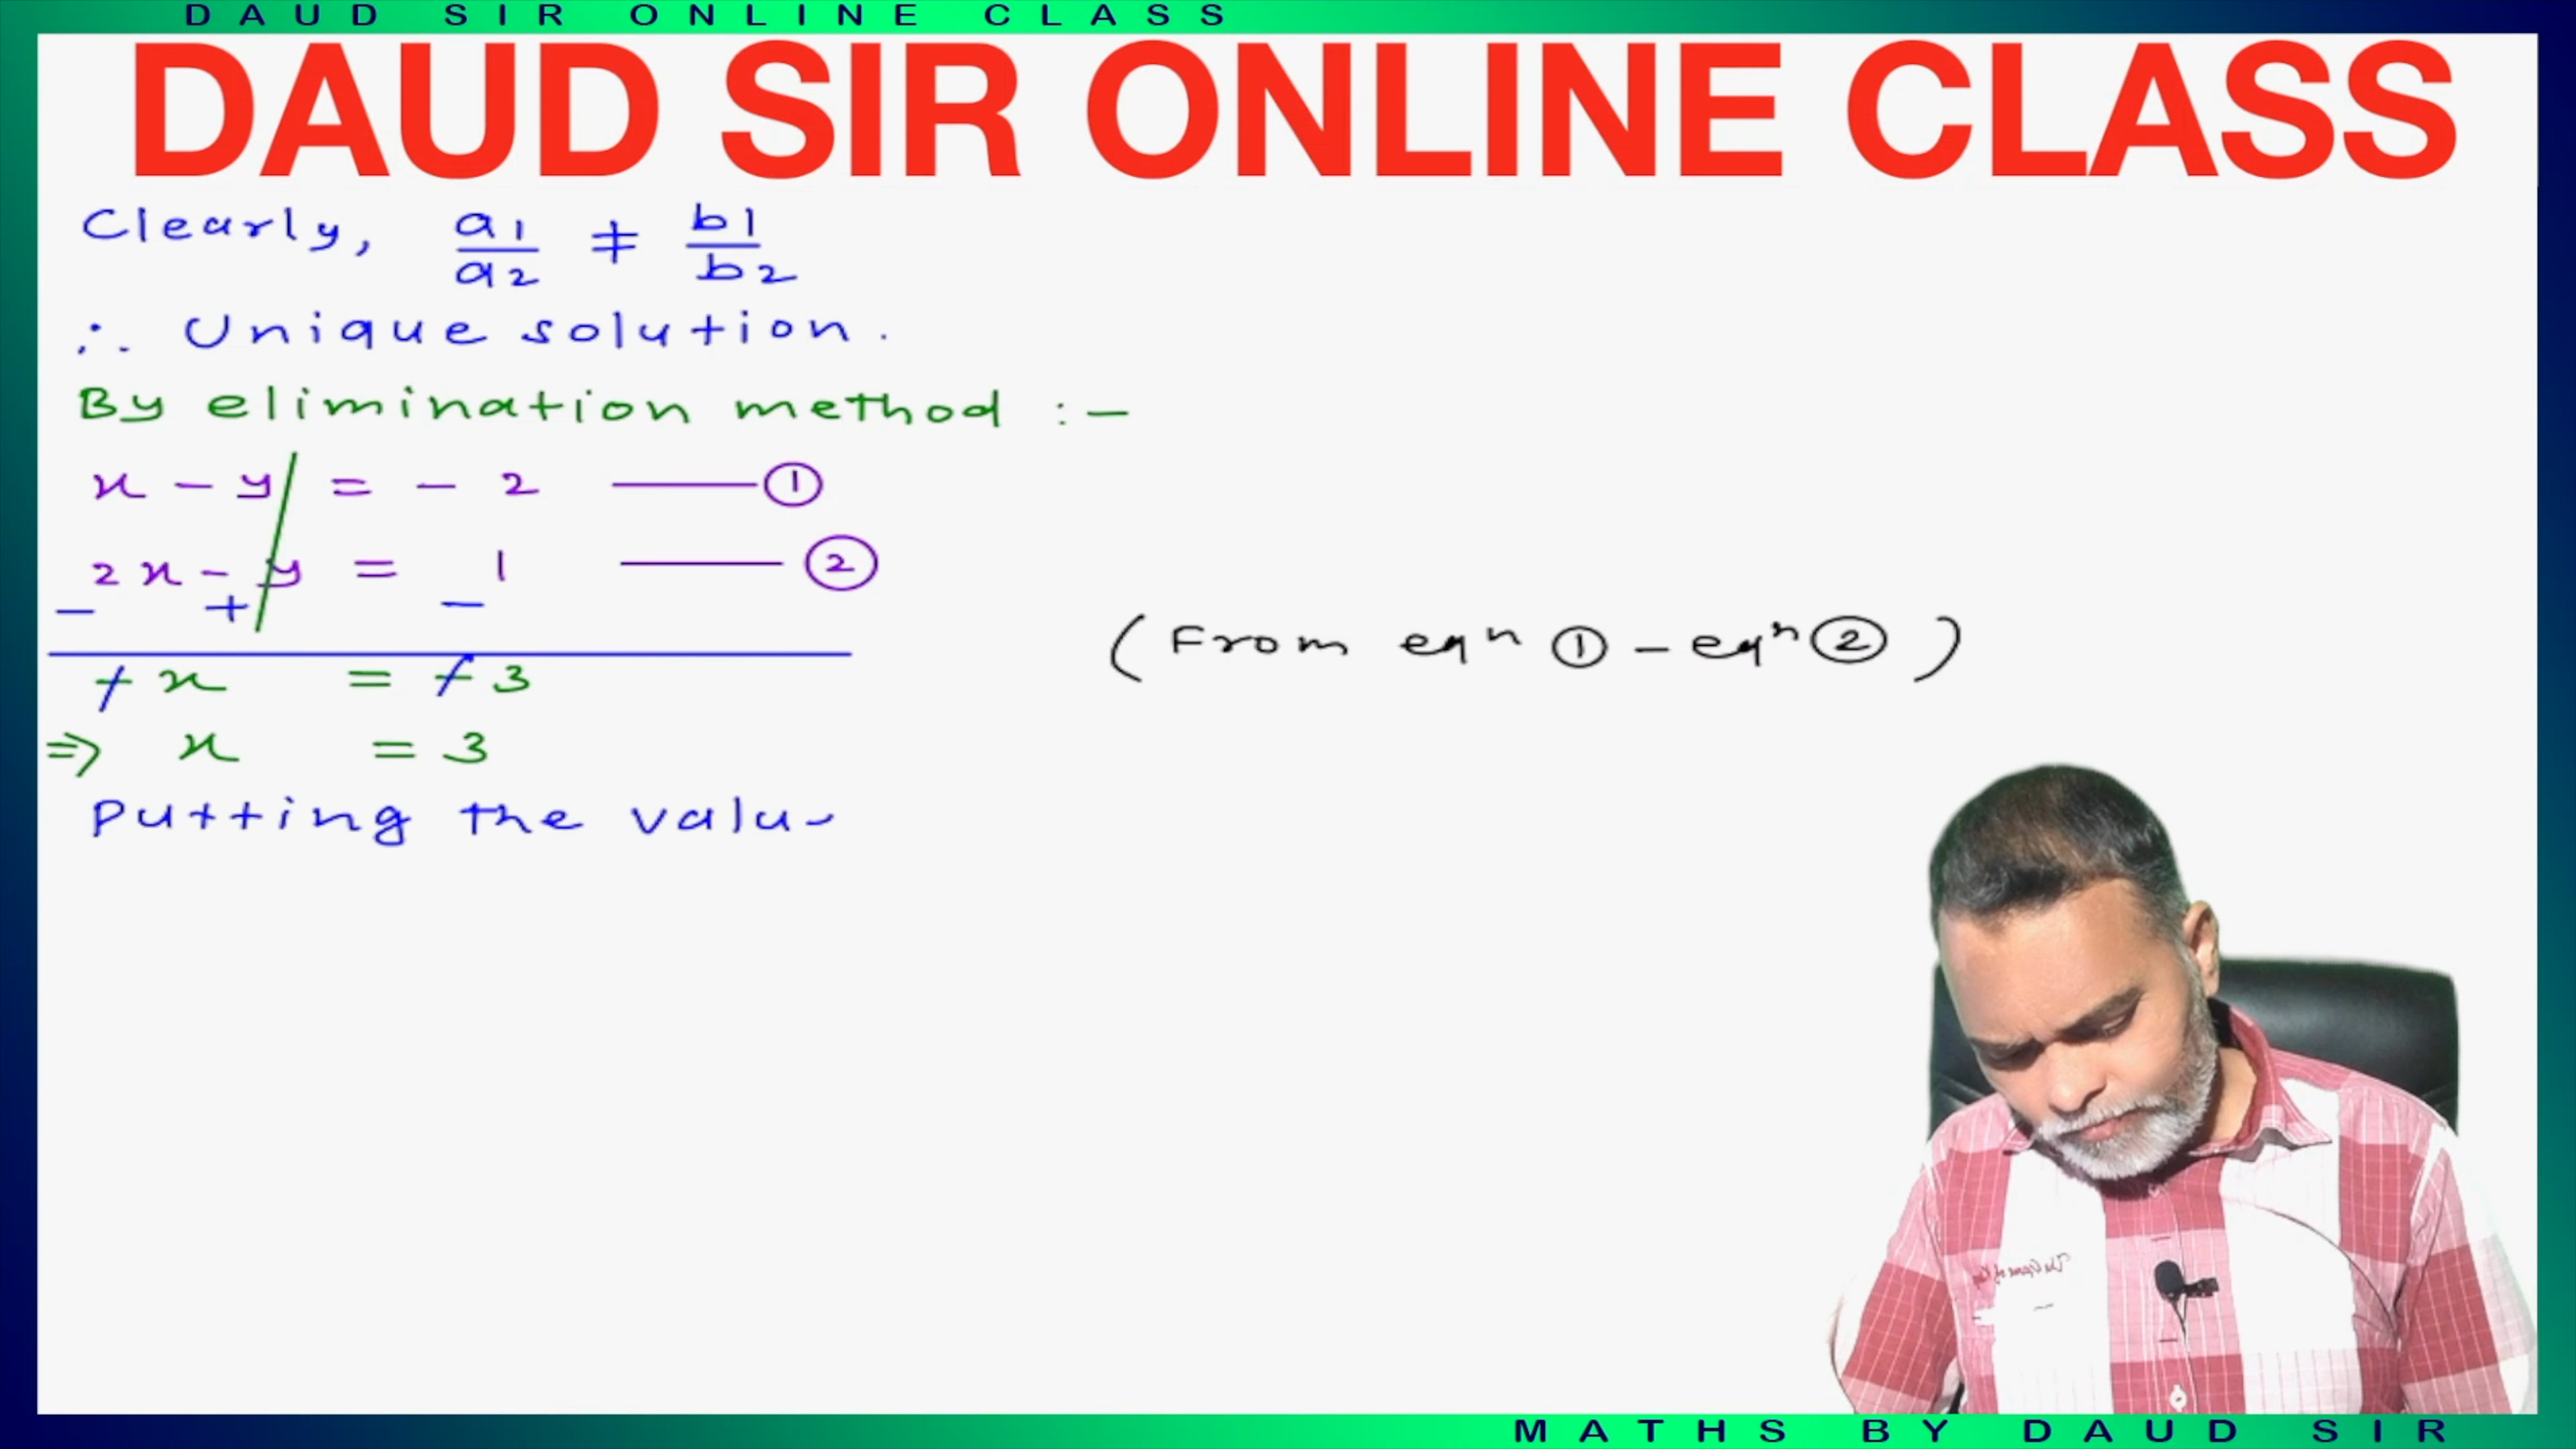 DAUD SIR ONLINE CLASS
DAUD SIR ONLINE CLASS
Clearly, a1/a2 ≠ b1/b2
∴ Unique solution.
By elimination method :-
x - y = - 2 ——— ①
2x - y = 1 ——— ②
- + -
(From eqⁿ ① - eqⁿ ②)
- x = - 3
⇒ x = 3
Putting the valu
MATHS BY DAUD SIR